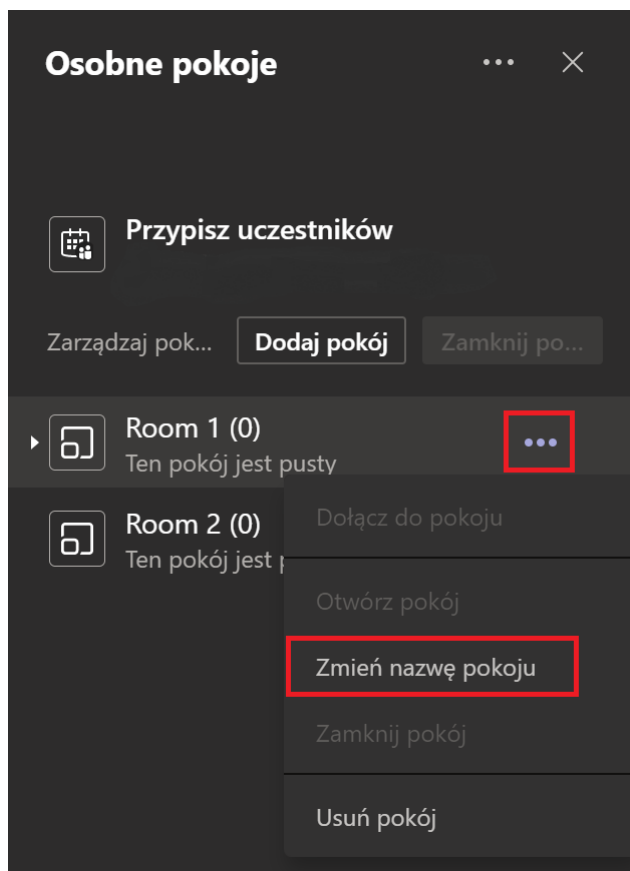 Osobne pokoje
Przypisz uczestników
Zarządzaj pok... Dodaj pokój Zamknij po...
Room 1 (0)
Ten pokój jest pusty
Dołącz do pokoju
Room 2 (0)
Ten pokój jest
Otwórz pokój
Zmień nazwę pokoju
Zamknij pokój
Usuń pokój